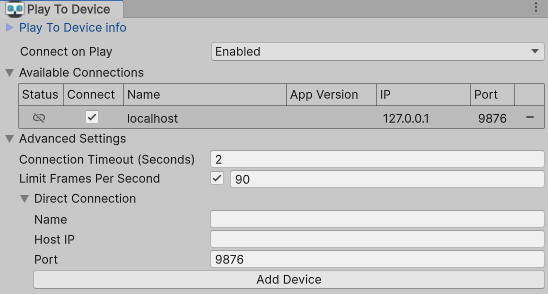 Play To Device
Play To Device info
Connect on Play Enabled
Available Connections
Status Connect Name App Version IP Port
localhost 127.0.0.1 9876
Advanced Settings
Connection Timeout (Seconds) 2
Limit Frames Per Second 90
Direct Connection
Name
Host IP
Port 9876
Add Device